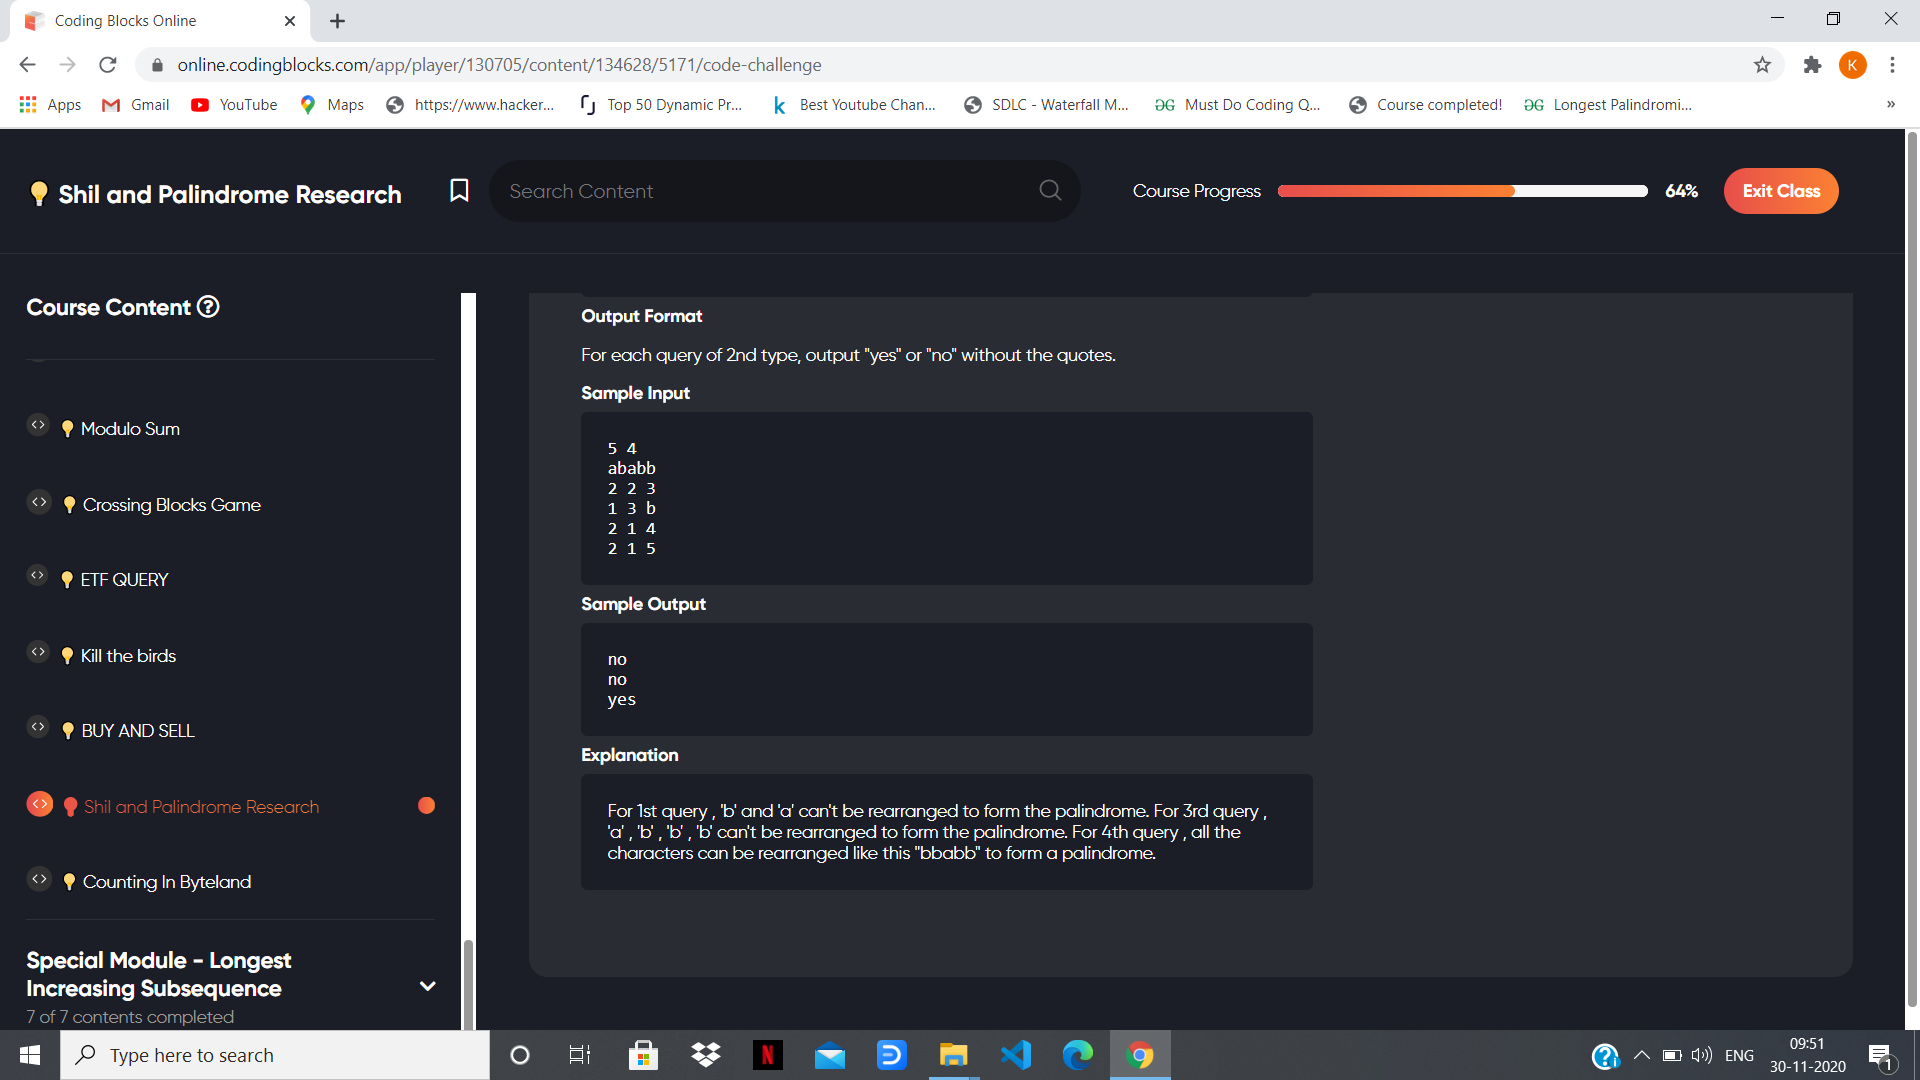 Coding Blocks Online
online.codingblocks.com/app/player/130705/content/134628/5171/code-challenge
K
Apps
Gmail
YouTube
Maps
https://www.hacker...
Top 50 Dynamic Pr...
Best Youtube Chan...
SDLC - Waterfall M...
Must Do Coding Q...
Course completed!
Longest Palindromi...
»
Shil and Palindrome Research
Search Content
Course Progress
64%
Exit Class
Course Content
Modulo Sum
Crossing Blocks Game
ETF QUERY
Kill the birds
BUY AND SELL
Shil and Palindrome Research
Counting In Byteland
Special Module - Longest
Increasing Subsequence
7 of 7 contents completed
Output Format
For each query of 2nd type, output "yes" or "no" without the quotes.
Sample Input
5 4
ababb
2 2 3
1 3 b
2 1 4
2 1 5
Sample Output
no
no
yes
Explanation
For 1st query , 'b' and 'a' can't be rearranged to form the palindrome. For 3rd query ,
'a' , 'b' , 'b' , 'b' can't be rearranged to form the palindrome. For 4th query , all the
characters can be rearranged like this "bbabb" to form a palindrome.
Type here to search
ENG
09:51
30-11-2020
1